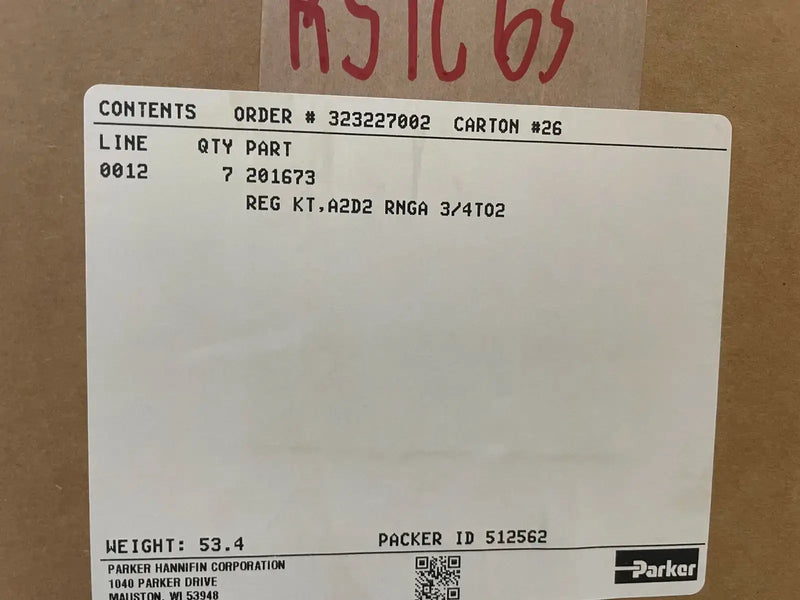 CONTENTS ORDER # 323227002 CARTON #26
LINE QTY PART
0012 7 201673
REG KT,A2D2 RNGA 3/4TO2
WEIGHT: 53.4 PACKER ID 512562
PARKER HANNIFIN CORPORATION
1040 PARKER DRIVE
MAUSTON, WI 53948
Parker